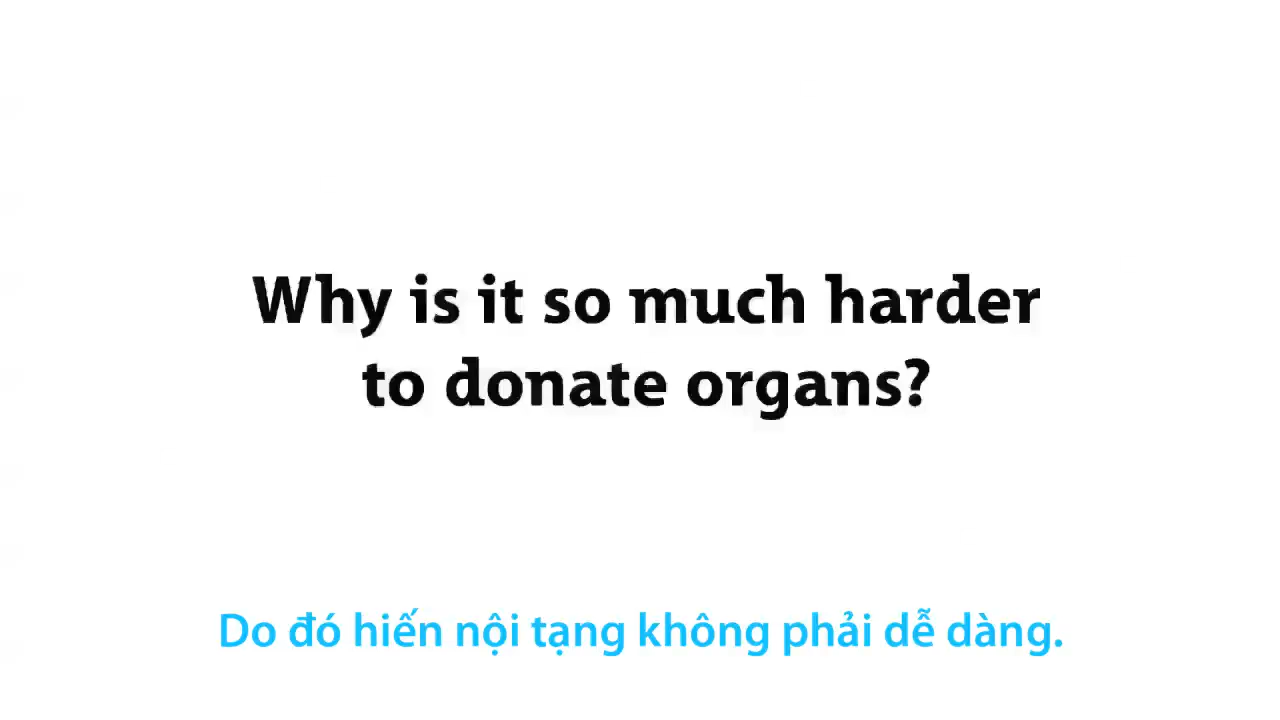 Why is it so much harder
to donate organs?
Do đó hiến nội tạng không phải dễ dàng.